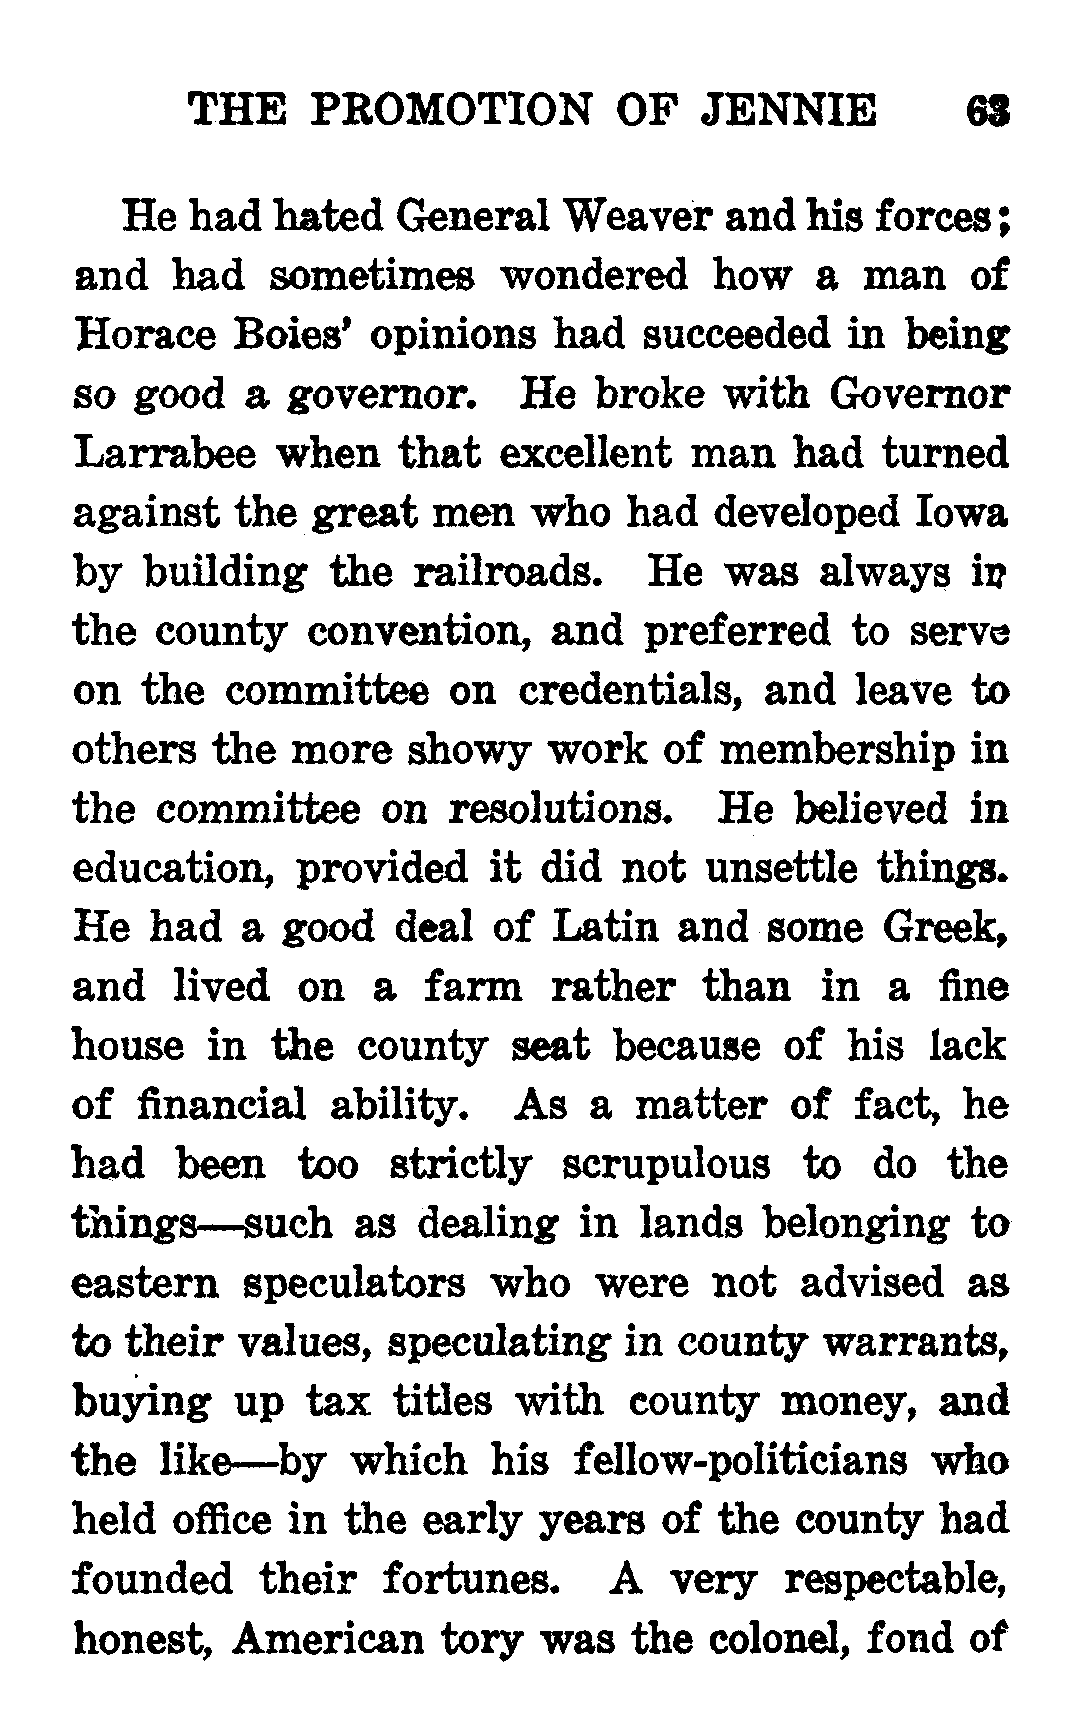 THE PROMOTION OF JENNIE 63
He had hated General Weaver and his forces;
and had sometimes wondered how a man of
Horace Boies' opinions had succeeded in being
so good a governor. He broke with Governor
Larrabee when that excellent man had turned
against the great men who had developed Iowa
by building the railroads. He was always in
the county convention, and preferred to serve
on the committee on credentials, and leave to
others the more showy work of membership in
the committee on resolutions. He believed in
education, provided it did not unsettle things.
He had a good deal of Latin and some Greek,
and lived on a farm rather than in a fine
house in the county seat because of his lack
of financial ability. As a matter of fact, he
had been too strictly scrupulous to do the
things—such as dealing in lands belonging to
eastern speculators who were not advised as
to their values, speculating in county warrants,
buying up tax titles with county money, and
the like—by which his fellow-politicians who
held office in the early years of the county had
founded their fortunes. A very respectable,
honest, American tory was the colonel, fond of